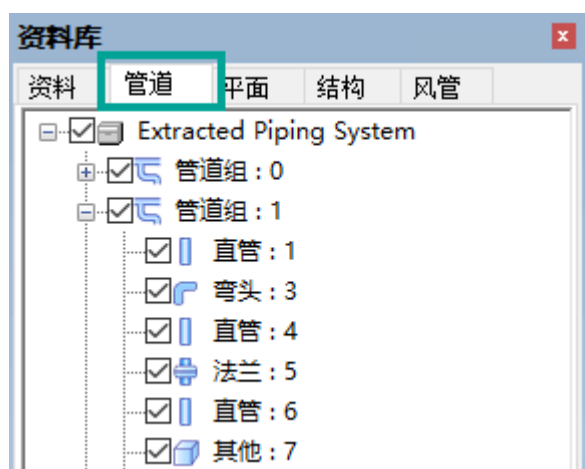 资料库
资料 管道 平面 结构 风管
Extracted Piping System
管道组 : 0
管道组 : 1
直管 : 1
弯头 : 3
直管 : 4
法兰 : 5
直管 : 6
其他 : 7